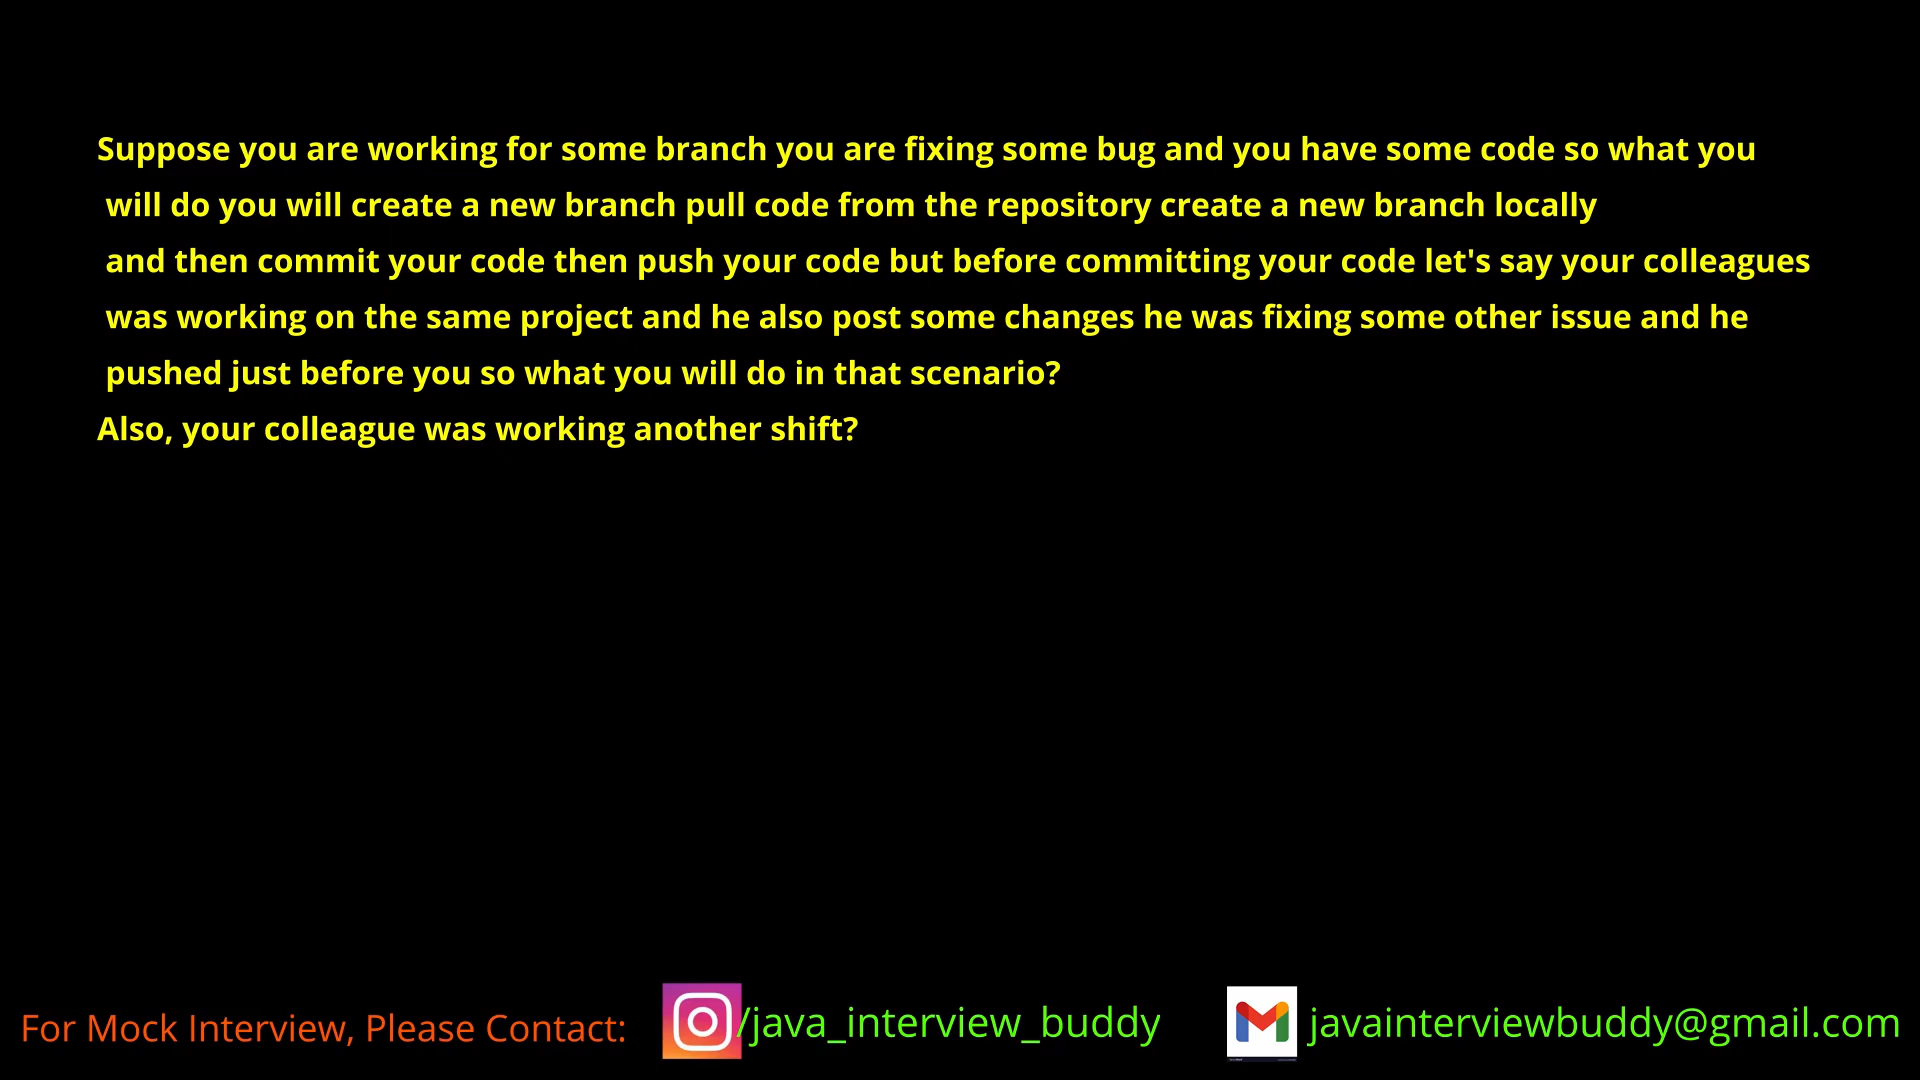 Suppose you are working for some branch you are fixing some bug and you have some code so what you
will do you will create a new branch pull code from the repository create a new branch locally
and then commit your code then push your code but before committing your code let's say your colleagues
was working on the same project and he also post some changes he was fixing some other issue and he
pushed just before you so what you will do in that scenario?
Also, your colleague was working another shift?
For Mock Interview, Please Contact: /java_interview_buddy javainterviewbuddy@gmail.com